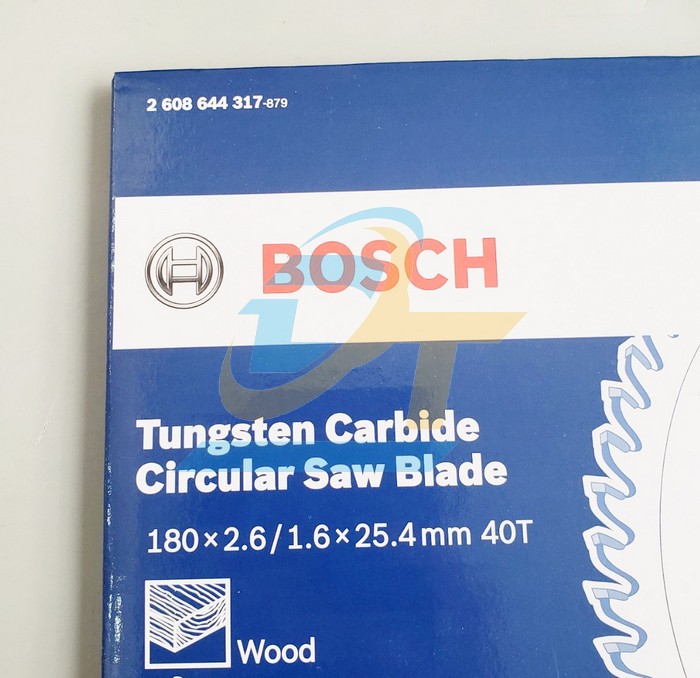 2 608 644 317-879
BOSCH
Tungsten Carbide
Circular Saw Blade
180×2.6/1.6×25.4mm 40T
Wood